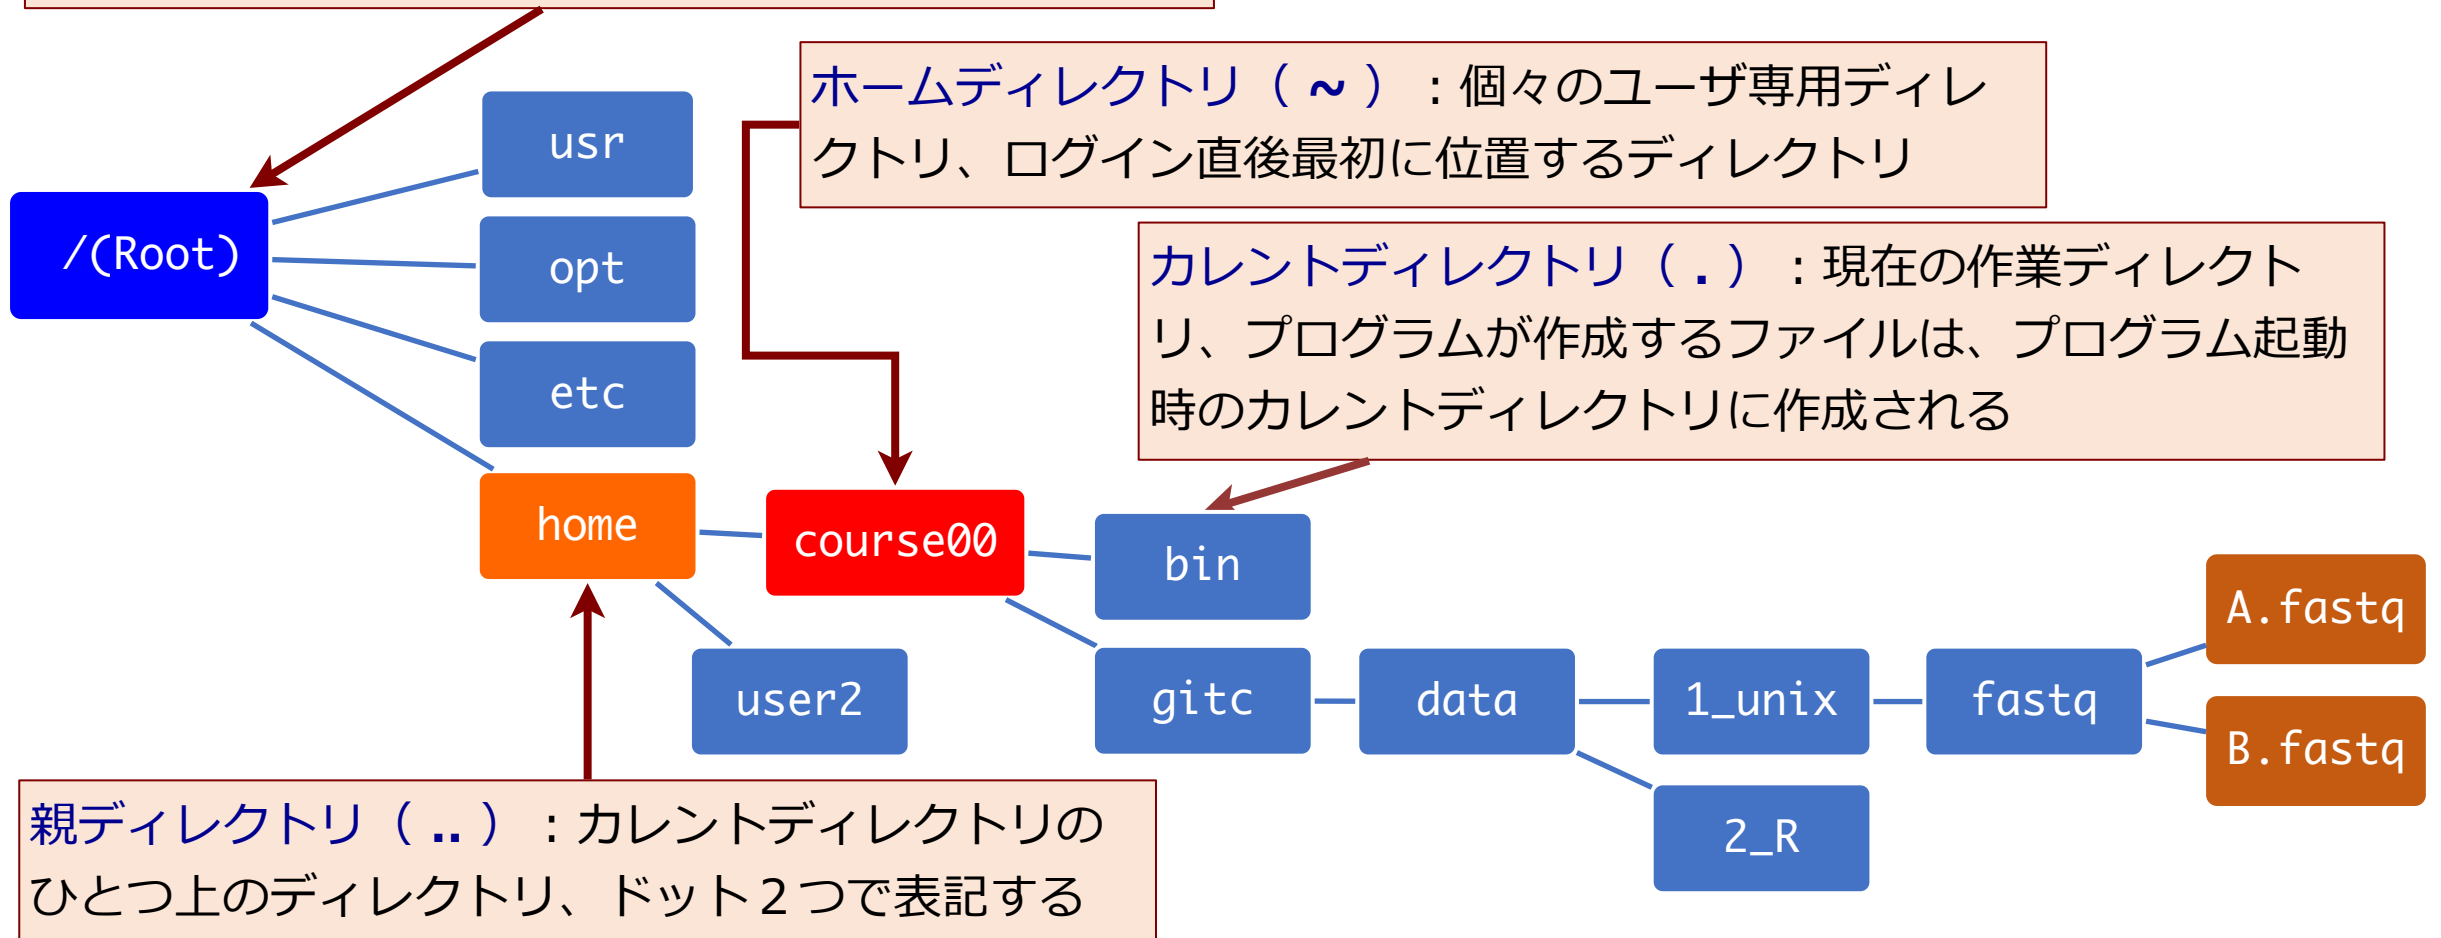 ホームディレクトリ（ ~ ）：個々のユーザ専用ディレ
クトリ、ログイン直後最初に位置するディレクトリ
usr
/(Root)
opt
カレントディレクトリ（ . ）：現在の作業ディレクト
リ、プログラムが作成するファイルは、プログラム起動
時のカレントディレクトリに作成される
etc
home
course00
bin
A.fastq
user2
gitc
data
1_unix
fastq
B.fastq
2_R
親ディレクトリ（ .. ）：カレントディレクトリの
ひとつ上のディレクトリ、ドット２つで表記する